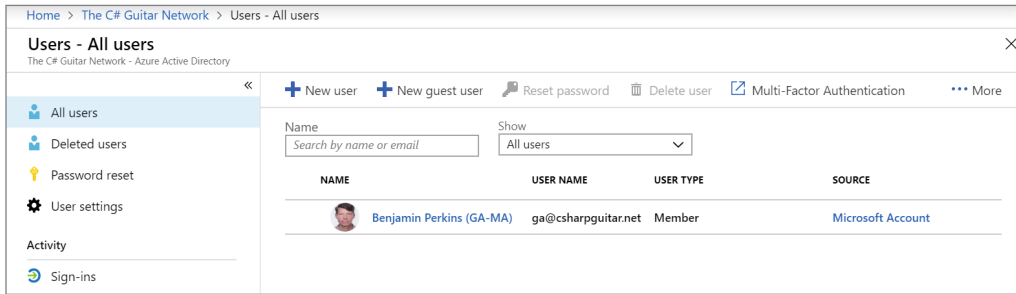 Home > The C# Guitar Network > Users - All users
Users - All users
The C# Guitar Network - Azure Active Directory
New user New guest user Reset password Delete user Multi-Factor Authentication More
All users
Deleted users
Password reset
User settings
Activity
Sign-ins
Name Show
Search by name or email All users
NAME USER NAME USER TYPE SOURCE
Benjamin Perkins (GA-MA) ga@csharpguitar.net Member Microsoft Account